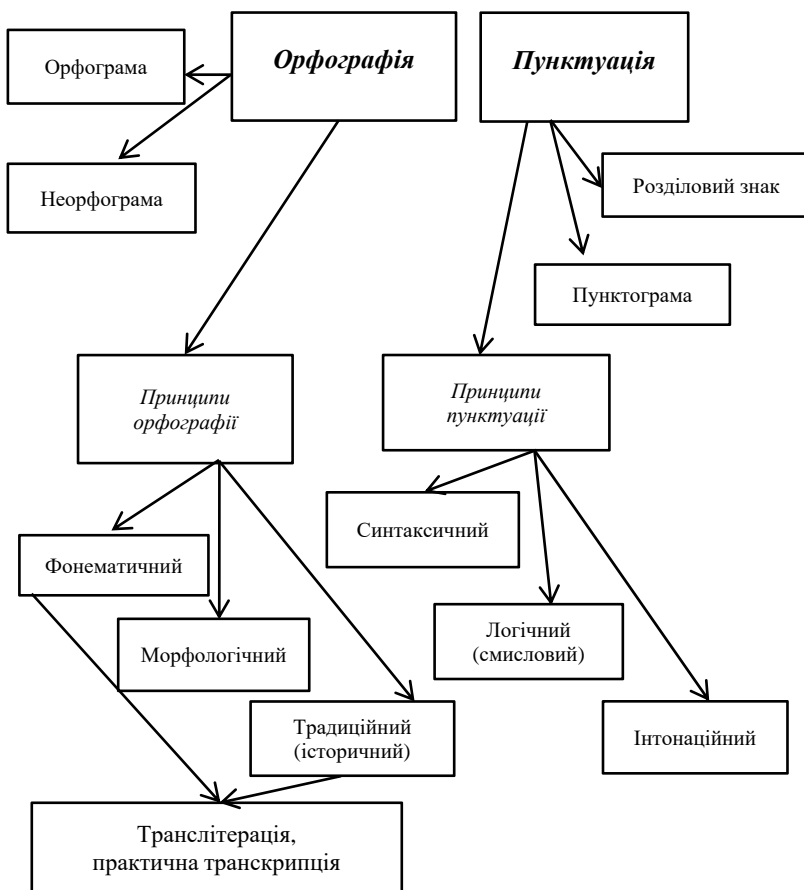 Орфограма
Орфографія
Пунктуація
Неорфограма
Розділовий знак
Пунктограма
Принципи
орфографії
Принципи
пунктуації
Синтаксичний
Фонематичний
Логічний
(смисловий)
Морфологічний
Традиційний
(історичний)
Інтонаційний
Транслітерація,
практична транскрипція